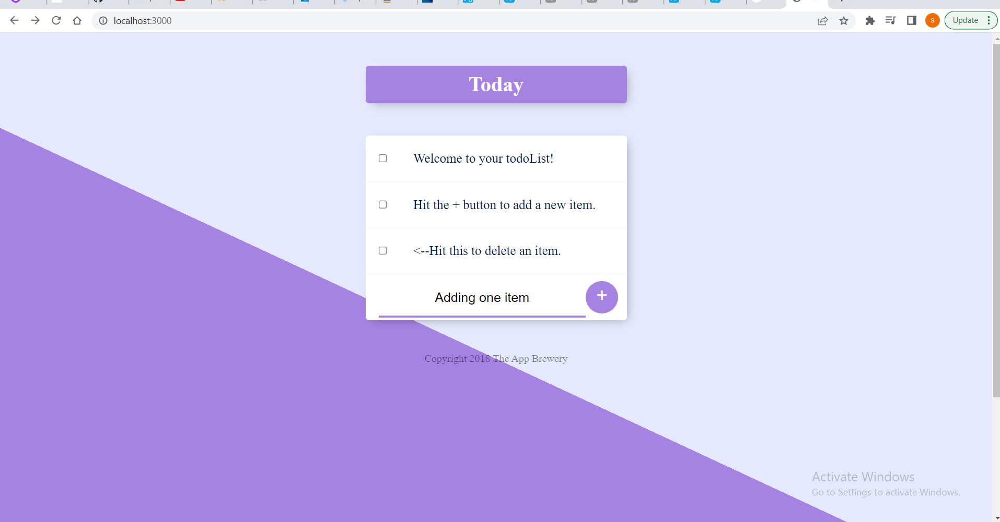 localhost:3000
S
Update
Today
Welcome to your todoList!
Hit the + button to add a new item.
<--Hit this to delete an item.
Adding one item
+
Copyright 2018 The App Brewery
Activate Windows
Go to Settings to activate Windows.